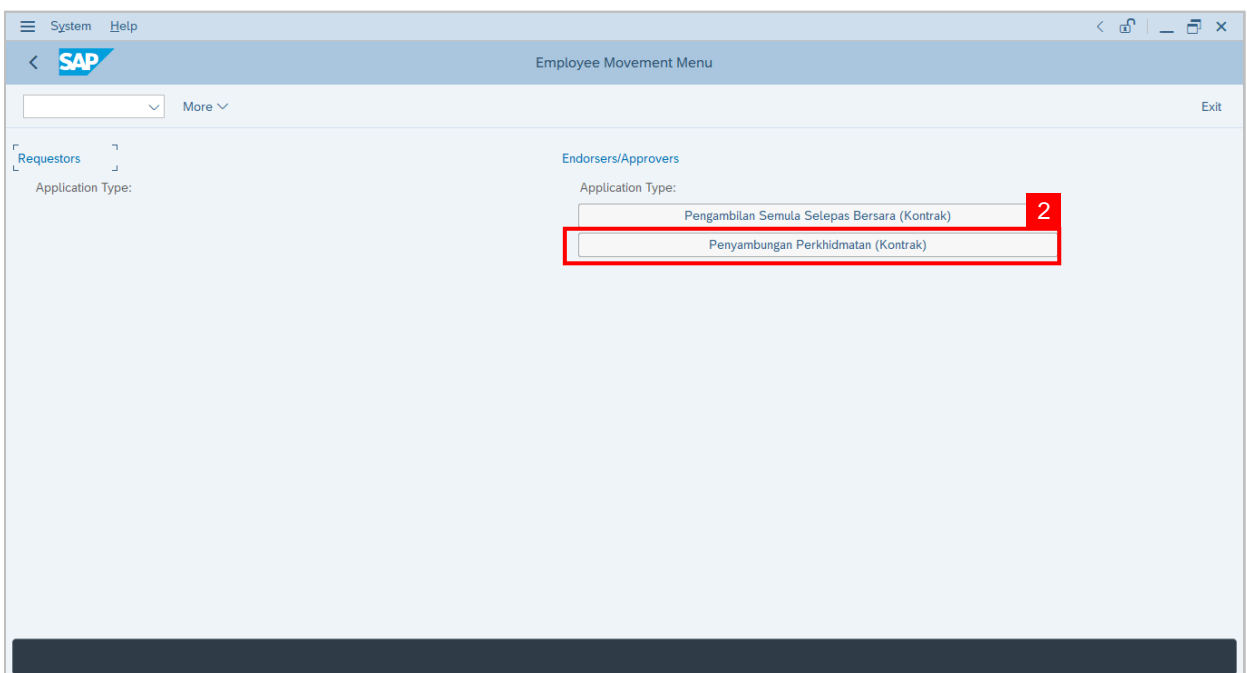 System Help
SAP
Employee Movement Menu
More
Exit
Requestors
Application Type:
Endorsers/Approvers
Application Type:
Pengambilan Semula Selepas Bersara (Kontrak)
2
Penyambungan Perkhidmatan (Kontrak)